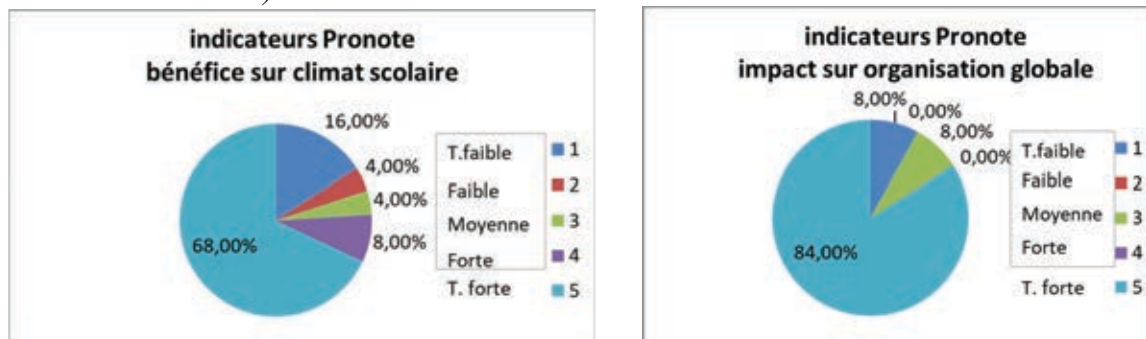 )
indicateurs Pronote
bénéfice sur climat scolaire
16,00%
4,00%
4,00%
8,00%
68,00%
T.faible 1
Faible 2
Moyenne 3
Forte 4
T. forte 5
indicateurs Pronote
impact sur organisation globale
8,00%
0,00%
8,00%
0,00%
84,00%
T.faible 1
Faible 2
Moyenne 3
Forte 4
T. forte 5